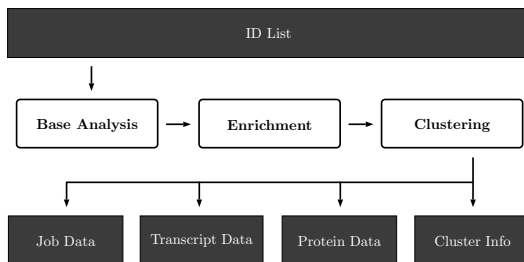 ID List
Base Analysis
Enrichment
Clustering
Job Data
Transcript Data
Protein Data
Cluster Info